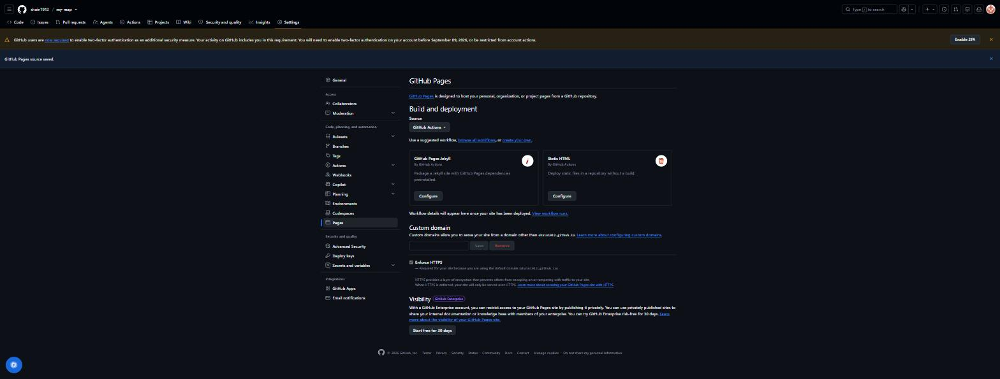 shain1912 / my-map
Type / to search
Code Issues Pull requests Agents Actions Projects Wiki Security and quality Insights Settings
GitHub users are now required to enable two-factor authentication as an additional security measure. Your activity on GitHub includes you in this requirement. You will need to enable two-factor authentication on your account before September 09, 2026, or be restricted from account actions.
Enable 2FA
GitHub Pages source saved.
General
Access
Collaborators
Moderation
Code, planning, and automation
Rulesets
Branches
Tags
Actions
Webhooks
Copilot
Planning
Environments
Codespaces
Pages
Security and quality
Advanced Security
Deploy keys
Secrets and variables
Integrations
GitHub Apps
Email notifications
GitHub Pages
GitHub Pages is designed to host your personal, organization, or project pages from a GitHub repository.
Build and deployment
Source
GitHub Actions
Use a suggested workflow, browse all workflows, or create your own.
GitHub Pages Jekyll
By GitHub Actions
Package a Jekyll site with GitHub Pages dependencies
preinstalled.
Configure
Static HTML
By GitHub Actions
Deploy static files in a repository without a build.
Configure
Workflow details will appear here once your site has been deployed. View workflow runs.
Custom domain
Custom domains allow you to serve your site from a domain other than shain1912.github.io. Learn more about configuring custom domains.
Save Remove
Enforce HTTPS
— Required for your site because you are using the default domain (shain1912.github.io)
HTTPS provides a layer of encryption that prevents others from snooping on or tampering with traffic to your site.
When HTTPS is enforced, your site will only be served over HTTPS. Learn more about securing your GitHub Pages site with HTTPS.
Visibility GitHub Enterprise
With a GitHub Enterprise account, you can restrict access to your GitHub Pages site by publishing it privately. You can use privately published sites to
share your internal documentation or knowledge base with members of your enterprise. You can try GitHub Enterprise risk-free for 30 days. Learn
more about the visibility of your GitHub Pages site.
Start free for 30 days
© 2026 GitHub, Inc. Terms Privacy Security Status Community Docs Contact Manage cookies Do not share my personal information